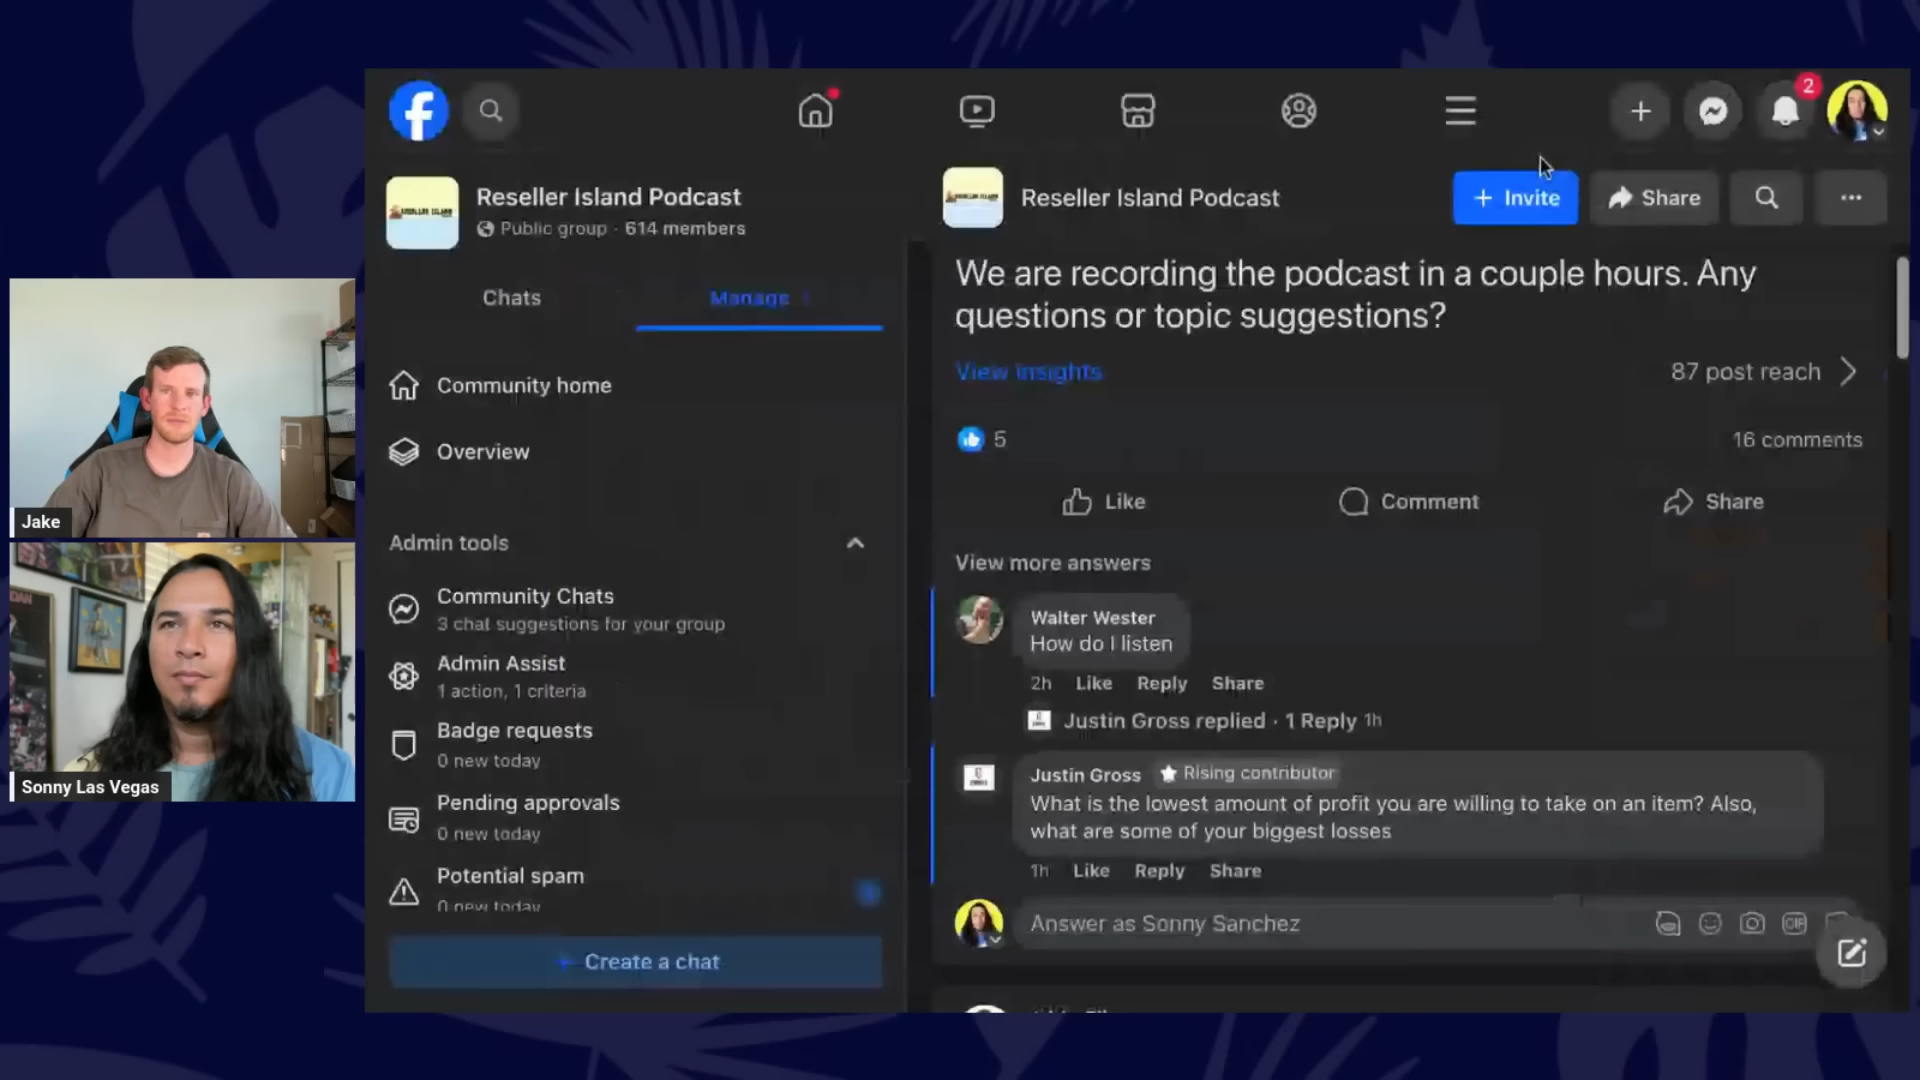 2
Reseller Island Podcast
Public group · 614 members
Chats
Manage
Community home
Overview
Admin tools
Community Chats
3 chat suggestions for your group
Admin Assist
1 action, 1 criteria
Badge requests
0 new today
Pending approvals
0 new today
Potential spam
0 new today
+ Create a chat
Reseller Island Podcast
+ Invite
Share
We are recording the podcast in a couple hours. Any
questions or topic suggestions?
View insights
87 post reach
5
16 comments
Like
Comment
Share
View more answers
Walter Wester
How do I listen
2h Like Reply Share
Justin Gross replied · 1 Reply 1h
Justin Gross Rising contributor
What is the lowest amount of profit you are willing to take on an item? Also,
what are some of your biggest losses
1h Like Reply Share
Answer as Sonny Sanchez
GIF
Jake
Sonny Las Vegas